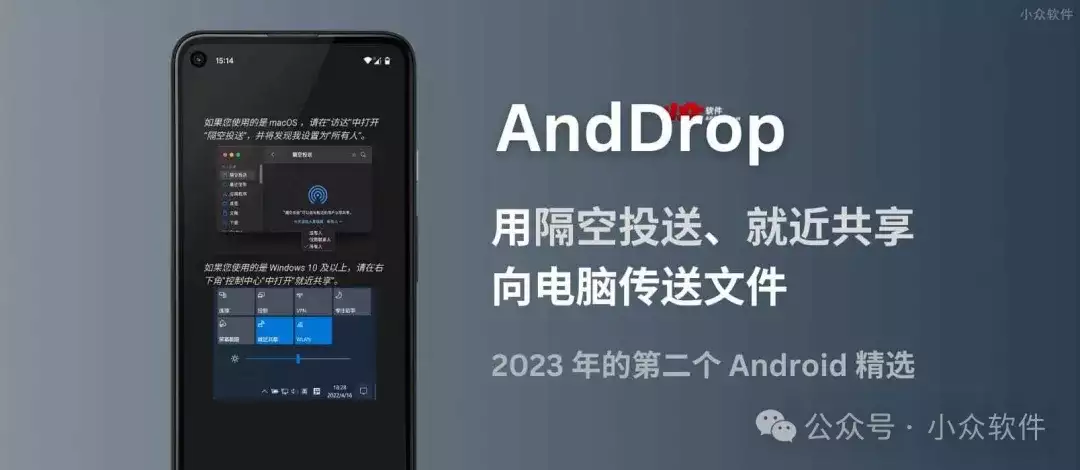 小众软件
15:14
如果您使用的是 macOS ，请在“访达”中打开
“隔空投送”，并将发现我设置为“所有人”。
隔空投送
如果您使用的是 Windows 10 及以上，请在右
下角“控制中心”中打开“就近共享”。
VPN
就近共享
WLAN
18:28
2022/4/16
AndDrop
软件
用隔空投送、就近共享
向电脑传送文件
2023 年的第二个 Android 精选
公众号 · 小众软件